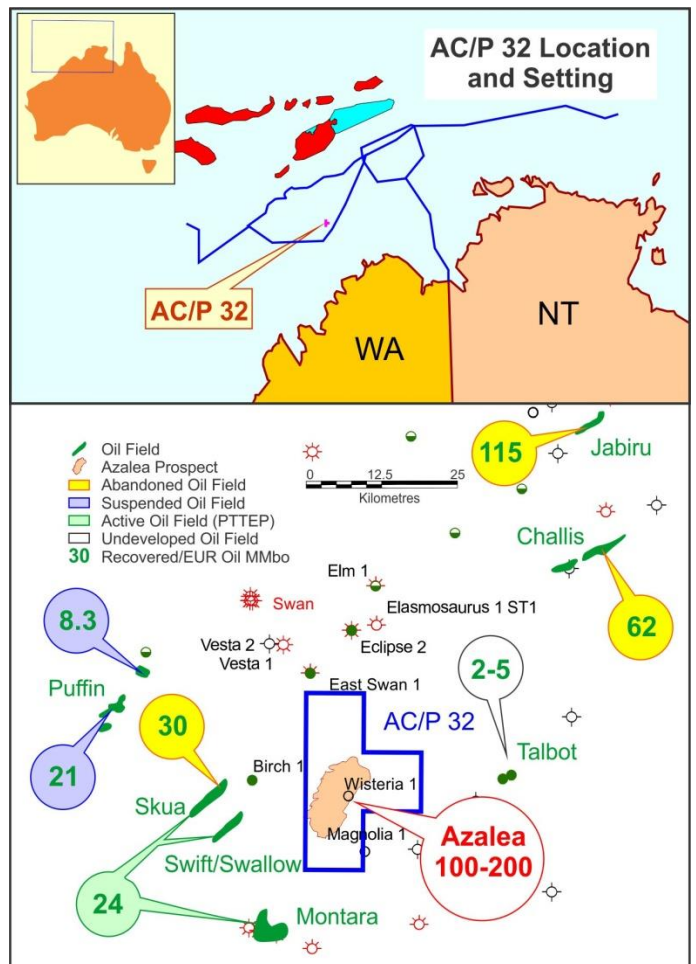 AC/P 32 Location
and Setting
AC/P 32
WA
NT
Oil Field
Azalea Prospect
Abandoned Oil Field
Suspended Oil Field
Active Oil Field (PTTEP)
Undeveloped Oil Field
30 Recovered/EUR Oil MMbo
0 12.5 25
Kilometres
115
Jabiru
Challis
62
Elm 1
Swan
Elasmosaurus 1 ST1
8.3
Vesta 2
Eclipse 2
Vesta 1
2-5
East Swan 1
Puffin
30
AC/P 32
21
Talbot
Birch 1
Wisteria 1
Skua
Magnolia 1
Azalea
100-200
Swift/Swallow
24
Montara